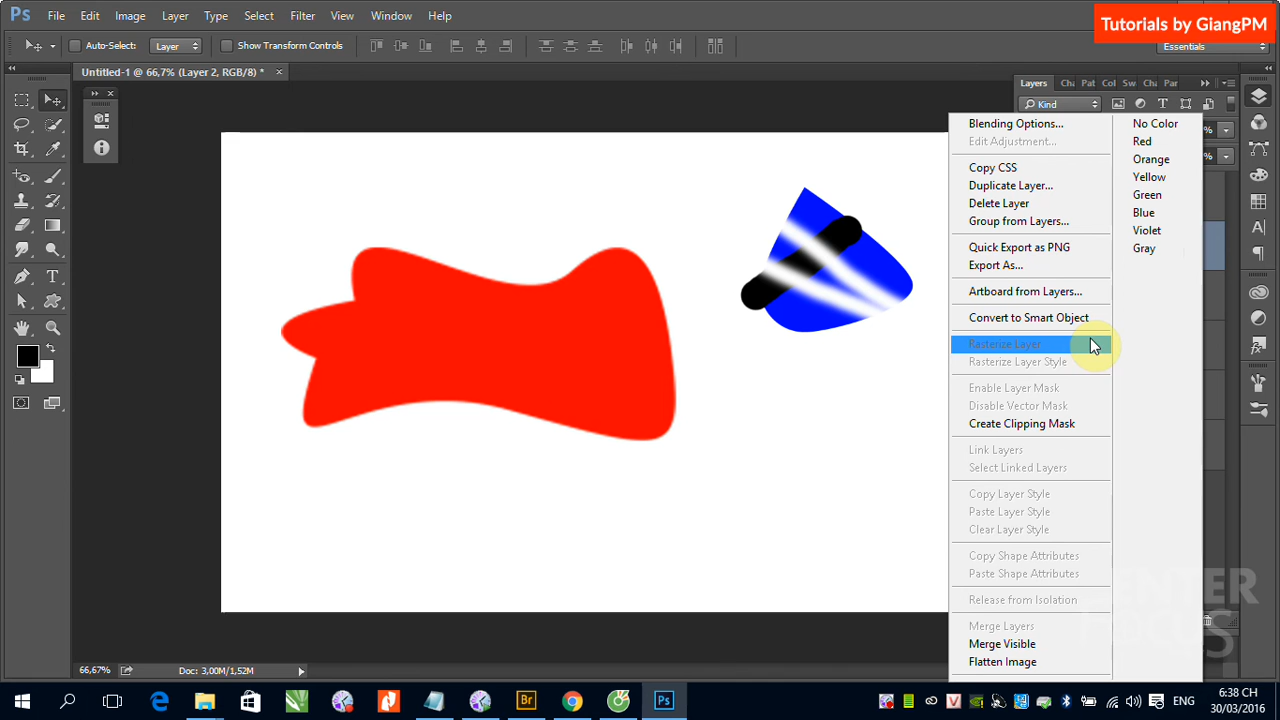 Ps File Edit Image Layer Type Select Filter View Window Help
Tutorials by GiangPM
Auto-Select: Layer Show Transform Controls
Essentials
Untitled-1 @ 66,7% (Layer 2, RGB/8) *
Layers Cha Pat Col Sw Cha Par
Kind
%
%
Blending Options...
Edit Adjustment...
Copy CSS
Duplicate Layer...
Delete Layer
Group from Layers...
Quick Export as PNG
Export As...
Artboard from Layers...
Convert to Smart Object
Rasterize Layer
Rasterize Layer Style
Enable Layer Mask
Disable Vector Mask
Create Clipping Mask
Link Layers
Select Linked Layers
Copy Layer Style
Paste Layer Style
Clear Layer Style
Copy Shape Attributes
Paste Shape Attributes
Release from Isolation
Merge Layers
Merge Visible
Flatten Image
No Color
Red
Orange
Yellow
Green
Blue
Violet
Gray
66,67% Doc: 3,00M/1,52M
Br Ps
ENG
6:38 CH
30/03/2016